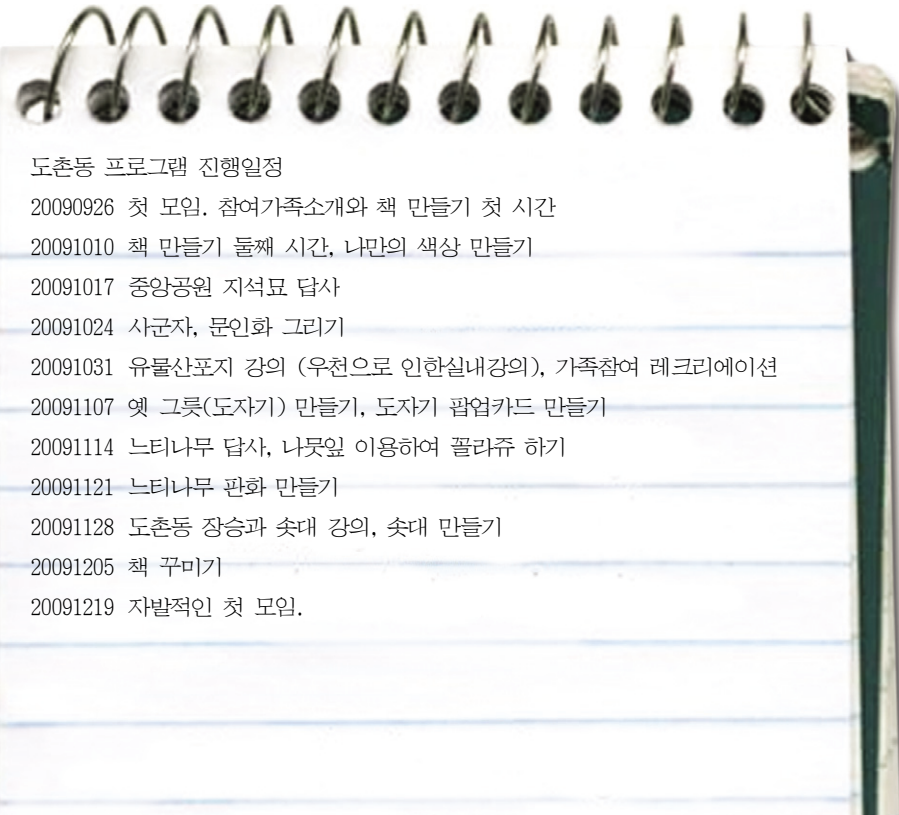 도촌동 프로그램 진행일정
20090926 첫 모임. 참여가족소개와 책 만들기 첫 시간
20091010 책 만들기 둘째 시간, 나만의 색상 만들기
20091017 중앙공원 지석묘 답사
20091024 사군자, 문인화 그리기
20091031 유물산포지 강의 (우천으로 인한실내강의), 가족참여 레크리에이션
20091107 옛 그릇(도자기) 만들기, 도자기 팝업카드 만들기
20091114 느티나무 답사, 나뭇잎 이용하여 꼴라쥬 하기
20091121 느티나무 판화 만들기
20091128 도촌동 장승과 솟대 강의, 솟대 만들기
20091205 책 꾸미기
20091219 자발적인 첫 모임.